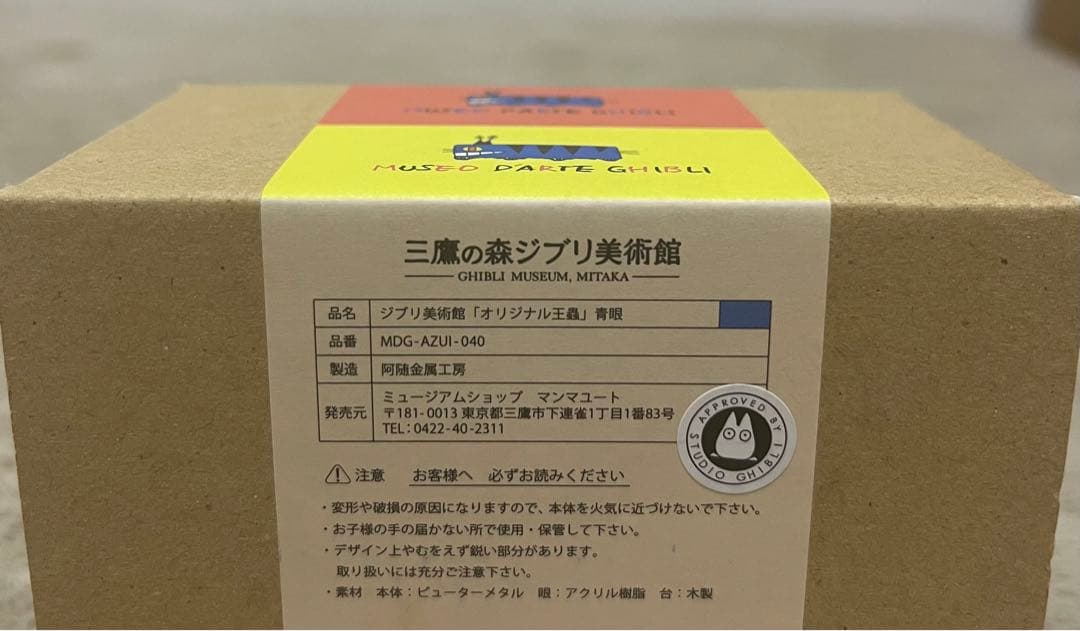 MUSEO D'ARTE GHIBLI
MUSEO D'ARTE GHIBLI
三鷹の森ジブリ美術館
GHIBLI MUSEUM, MITAKA
品名 ジブリ美術館「オリジナル王蟲」青眼
品番 MDG-AZUI-040
製造 阿随金属工房
発売元 ミュージアムショップ マンマユート
〒181-0013 東京都三鷹市下連雀1丁目1番83号
TEL:0422-40-2311
APPROVED BY STUDIO GHIBLI
注意 お客様へ 必ずお読みください
・変形や破損の原因になりますので、本体を火気に近づけないで下さい。
・お子様の手の届かない所で使用・保管して下さい。
・デザイン上やむをえず鋭い部分があります。
取り扱いには充分ご注意下さい。
・素材 本体:ピューターメタル 眼:アクリル樹脂 台:木製